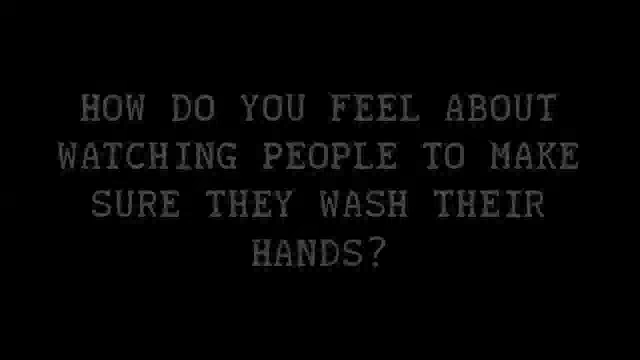 HOW DO YOU FEEL ABOUT
WATCHING PEOPLE TO MAKE
SURE THEY WASH THEIR
HANDS?